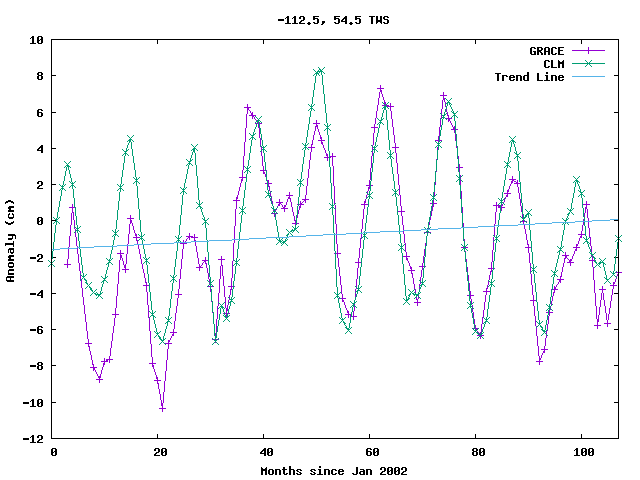 -112.5, 54.5 TWS
GRACE
CLM
Trend Line
10
8
6
4
2
0
-2
-4
-6
-8
-10
-12
Anomaly (cm)
0 20 40 60 80 100
Months since Jan 2002